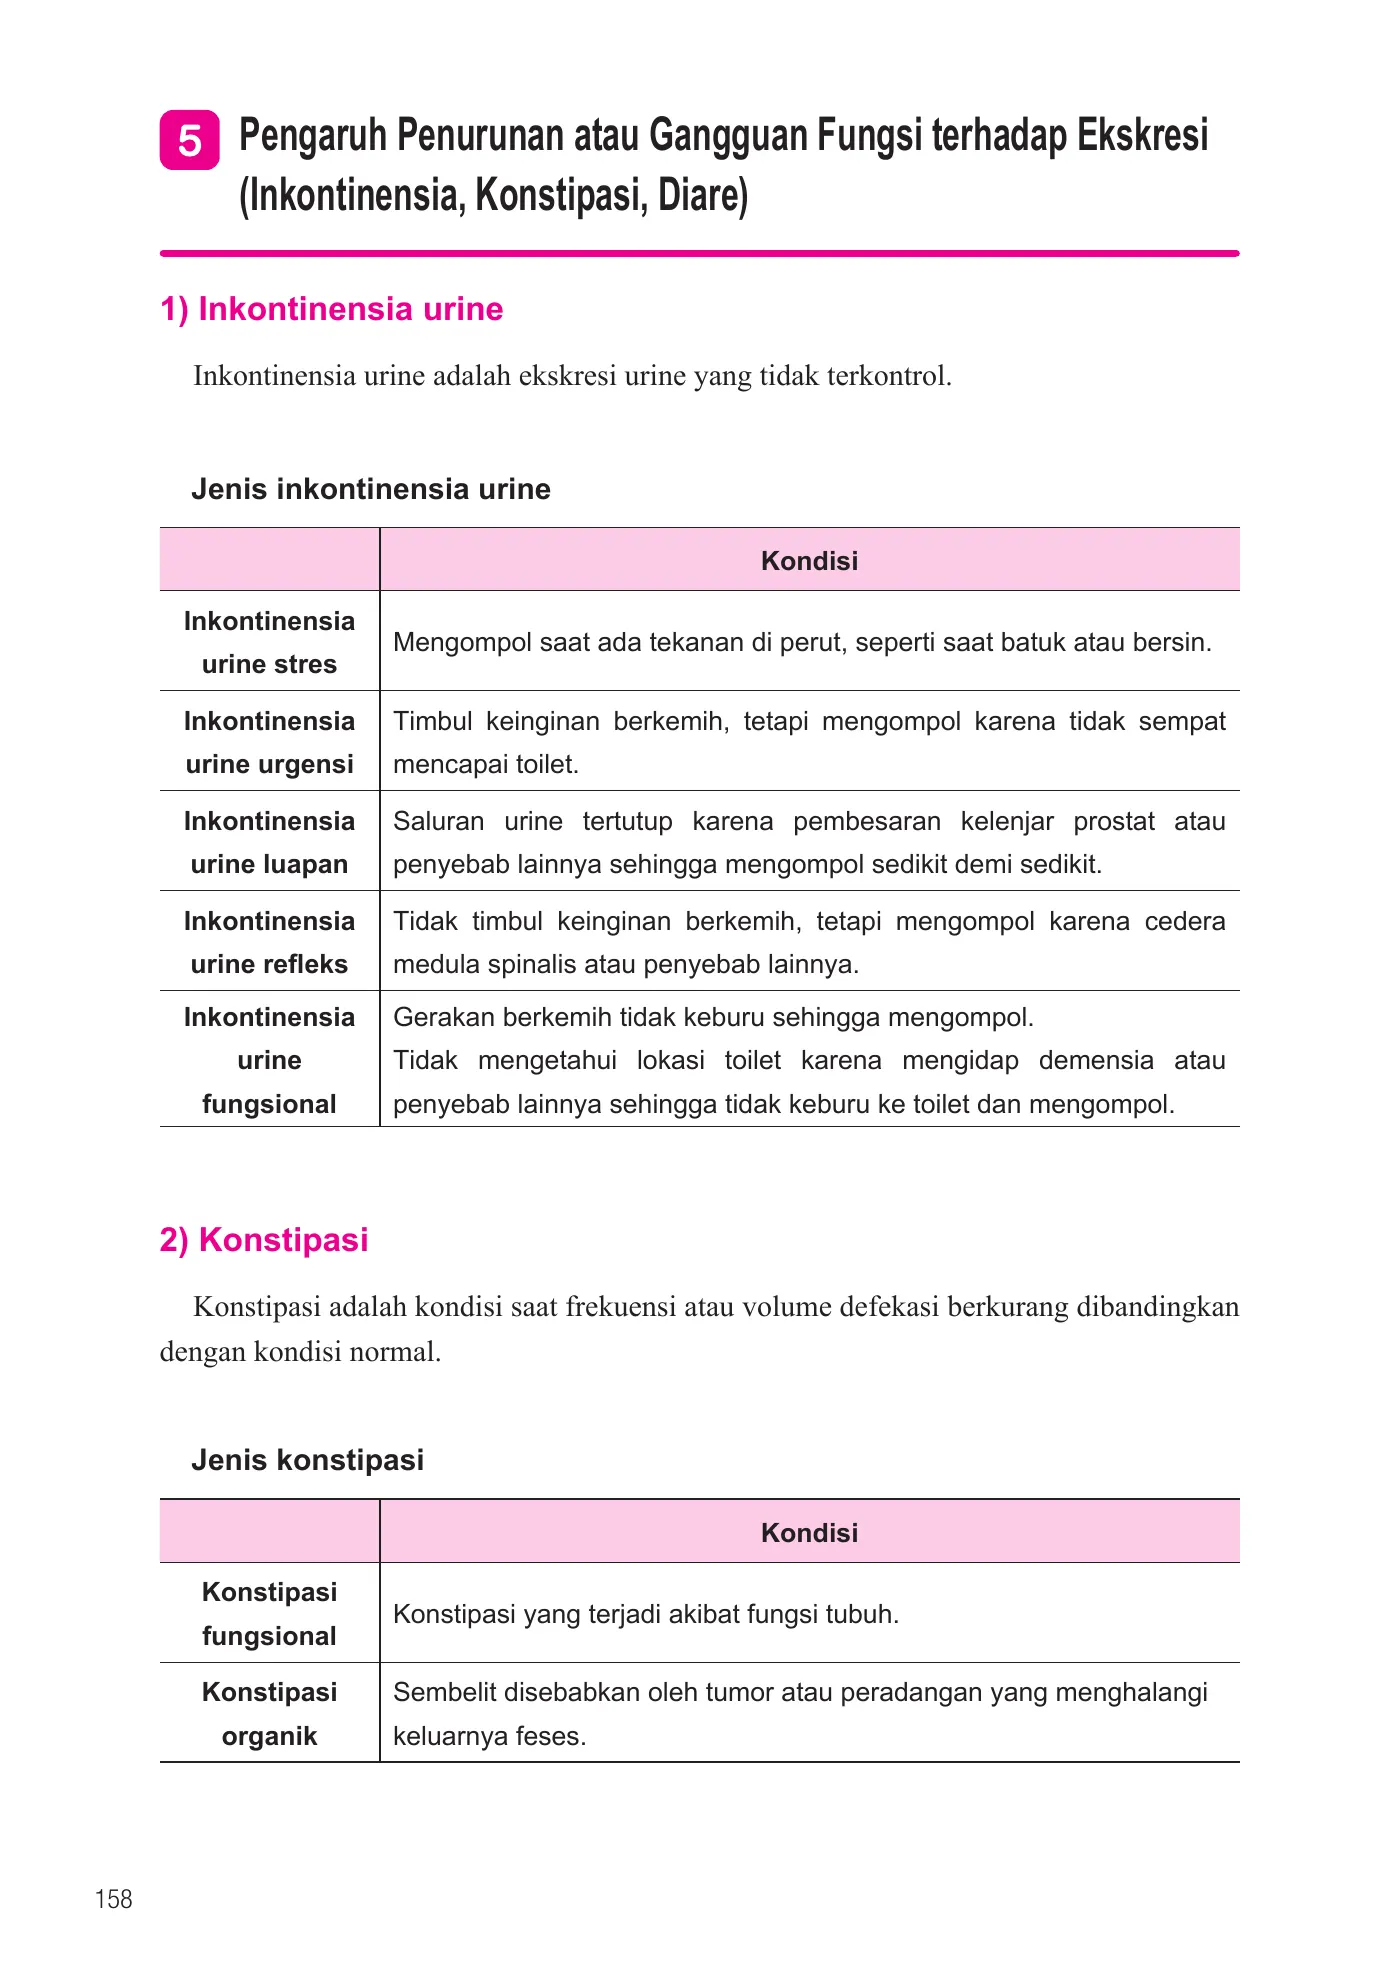 5 Pengaruh Penurunan atau Gangguan Fungsi terhadap Ekskresi
(Inkontinensia, Konstipasi, Diare)
1) Inkontinensia urine
Inkontinensia urine adalah ekskresi urine yang tidak terkontrol.
Jenis inkontinensia urine
Kondisi
Inkontinensia
urine stres
Mengompol saat ada tekanan di perut, seperti saat batuk atau bersin.
Inkontinensia
urine urgensi
Timbul keinginan berkemih, tetapi mengompol karena tidak sempat
mencapai toilet.
Inkontinensia
urine luapan
Saluran urine tertutup karena pembesaran kelenjar prostat atau
penyebab lainnya sehingga mengompol sedikit demi sedikit.
Inkontinensia
urine refleks
Tidak timbul keinginan berkemih, tetapi mengompol karena cedera
medula spinalis atau penyebab lainnya.
Inkontinensia
urine
fungsional
Gerakan berkemih tidak keburu sehingga mengompol.
Tidak mengetahui lokasi toilet karena mengidap demensia atau
penyebab lainnya sehingga tidak keburu ke toilet dan mengompol.
2) Konstipasi
Konstipasi adalah kondisi saat frekuensi atau volume defekasi berkurang dibandingkan
dengan kondisi normal.
Jenis konstipasi
Kondisi
Konstipasi
fungsional
Konstipasi yang terjadi akibat fungsi tubuh.
Konstipasi
organik
Sembelit disebabkan oleh tumor atau peradangan yang menghalangi
keluarnya feses.
158